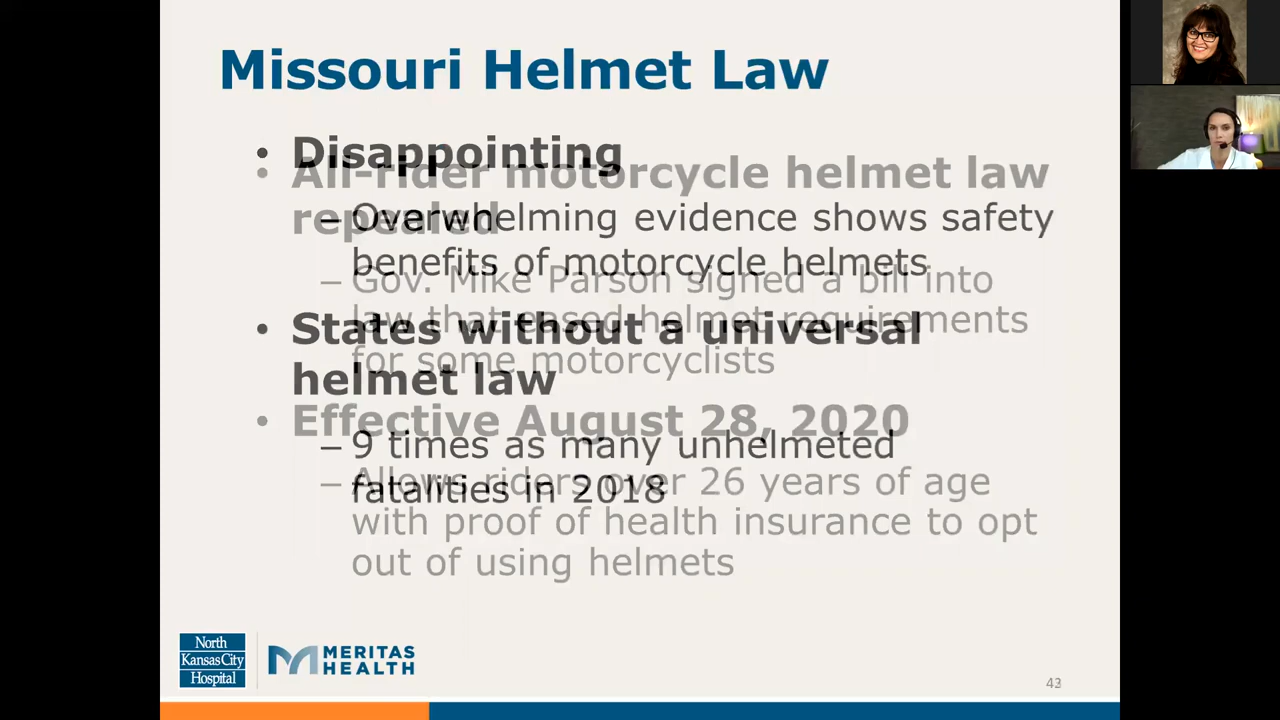 Missouri Helmet Law
• Disappointing
• All-rider motorcycle helmet law
repealed
– Overwhelming evidence shows safety
benefits of motorcycle helmets
– Gov. Mike Parson signed a bill into
law that eased helmet requirements
for some motorcyclists
• States without a universal
helmet law
• Effective August 28, 2020
– 9 times as many unhelmeted
fatalities in 2018
– Allows riders over 26 years of age
with proof of health insurance to opt
out of using helmets
North
KansasCity
Hospital
MERITAS
HEALTH